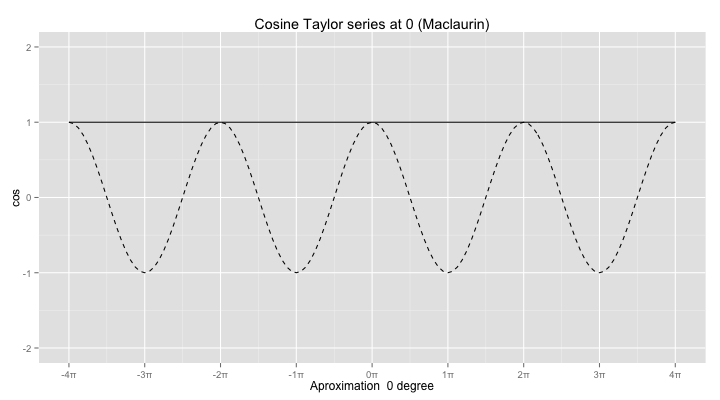 Cosine Taylor series at 0 (Maclaurin)
2
1
0
-1
-2
cos
-4π
-3π
-2π
-1π
0π
1π
2π
3π
4π
Aproximation  0 degree